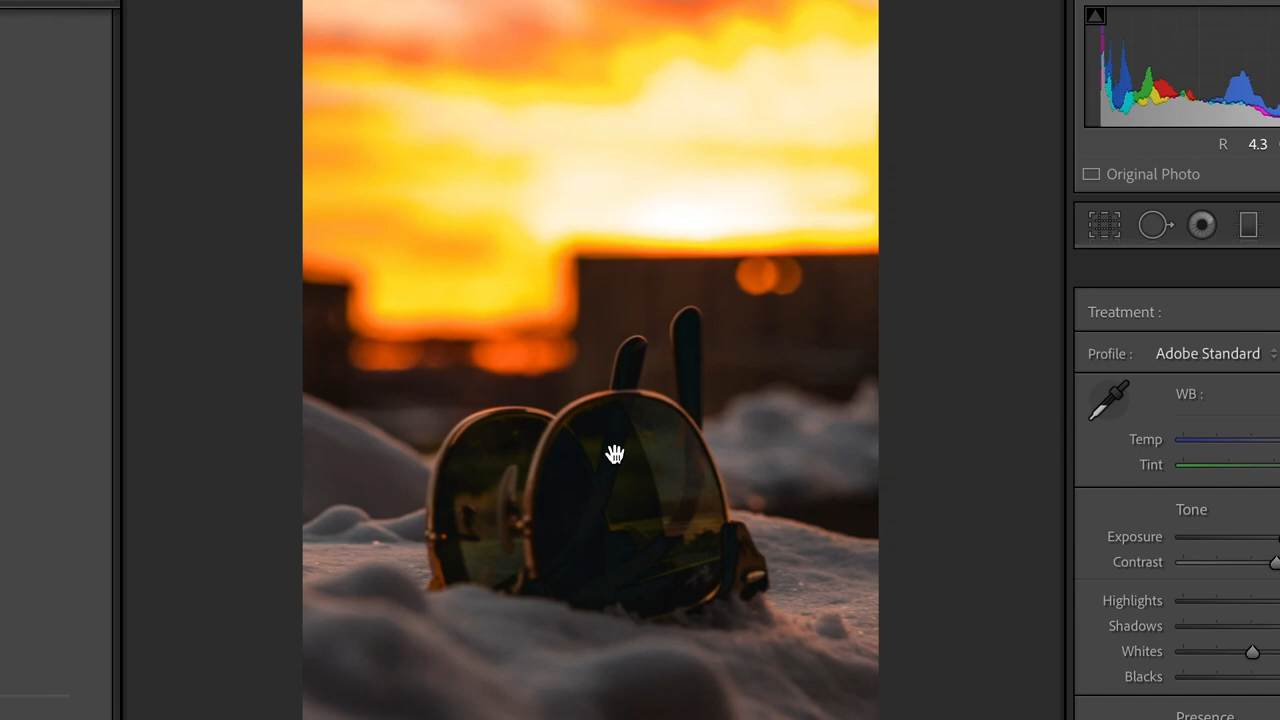 R 4.3
Original Photo
Treatment :
Profile : Adobe Standard
WB :
Temp
Tint
Tone
Exposure
Contrast
Highlights
Shadows
Whites
Blacks
Presence